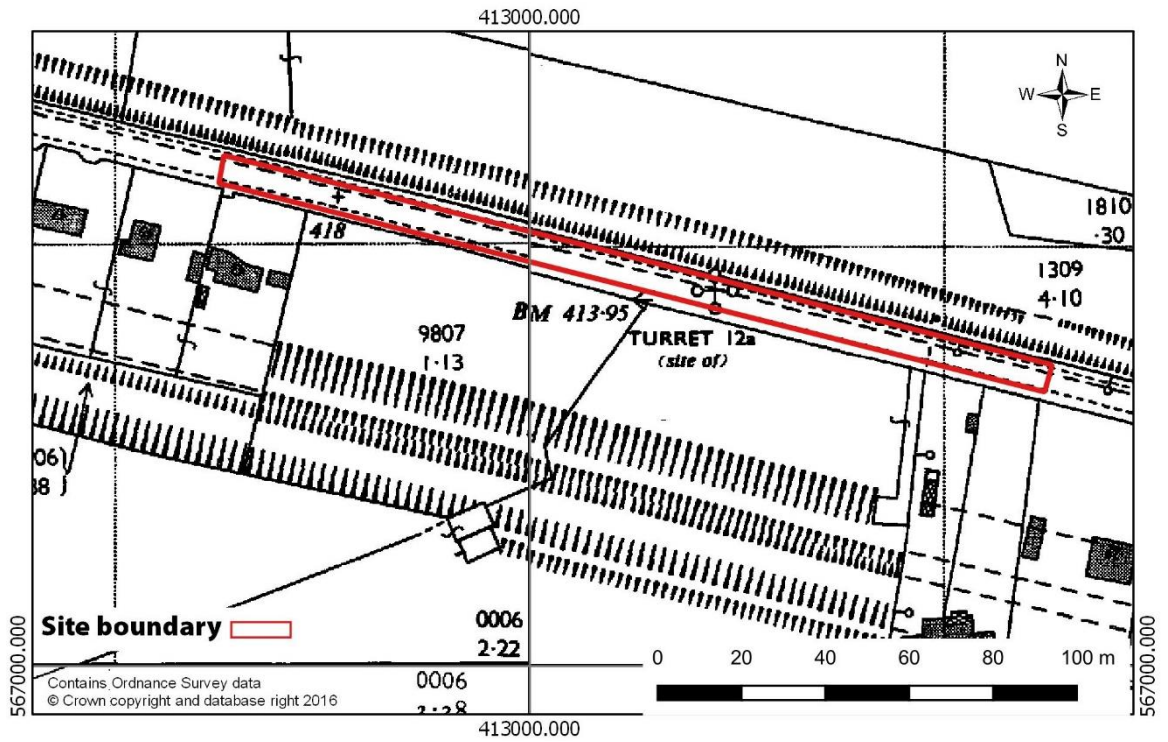 413000.000
N
W E
S
1810
·30
418
1309
4·10
BM 413·95
9807
1·13
TURRET 12a
(site of)
06)
38 }
567000.000
Site boundary
0006
2·22
0 20 40 60 80 100 m
567000.000
Contains Ordnance Survey data
© Crown copyright and database right 2016
0006
413000.000